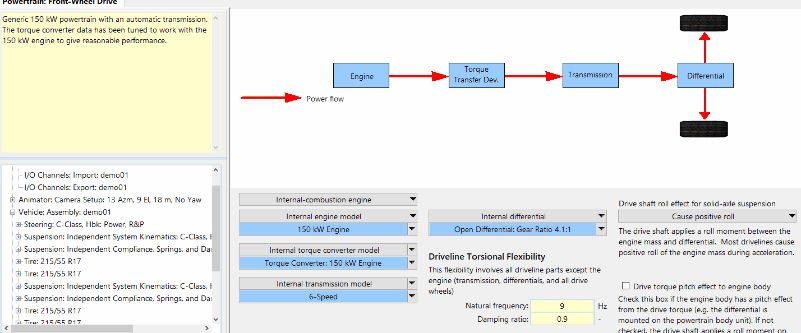 Powertrain: Front-Wheel Drive
Generic 150 kW powertrain with an automatic transmission.
The torque converter data has been tuned to work with the
150 kW engine to give reasonable performance.
Engine
Torque
Transfer Dev.
Transmission
Differential
Power flow
I/O Channels: Import: demo01
I/O Channels: Export: demo01
Animator: Camera Setup: 13 Azm, 9 El, 18 m, No Yaw
Vehicle: Assembly: demo01
Steering: C-Class, Hblc Power, R&P
Suspension: Independent System Kinematics: C-Class, F
Suspension: Independent Compliance, Springs, and Da
Tire: 215/55 R17
Tire: 215/55 R17
Suspension: Independent System Kinematics: C-Class, 
Suspension: Independent Compliance, Springs, and Da
Tire: 215/55 R17
Tire: 215/55 R17
Internal-combustion engine
Internal engine model
150 kW Engine
Internal torque converter model
Torque Converter: 150 kW Engine
Internal transmission model
6-Speed
Internal differential
Open Differential: Gear Ratio 4.1:1
Driveline Torsional Flexibility
This flexibility involves all driveline parts except the
engine (transmission, differentials, and all drive
wheels)
Natural frequency: 9 Hz
Damping ratio: 0.9 -
Drive shaft roll effect for solid-axle suspension
Cause positive roll
The drive shaft applies a roll moment between the
engine mass and differential. Most drivelines cause
positive roll of the engine mass during acceleration.
Drive torque pitch effect to engine body
Check this box if the engine body has a pitch effect
from the drive torque (e.g. the differential is
mounted on the powertrain body unit). If not
checked, the drive shaft applies a roll moment on